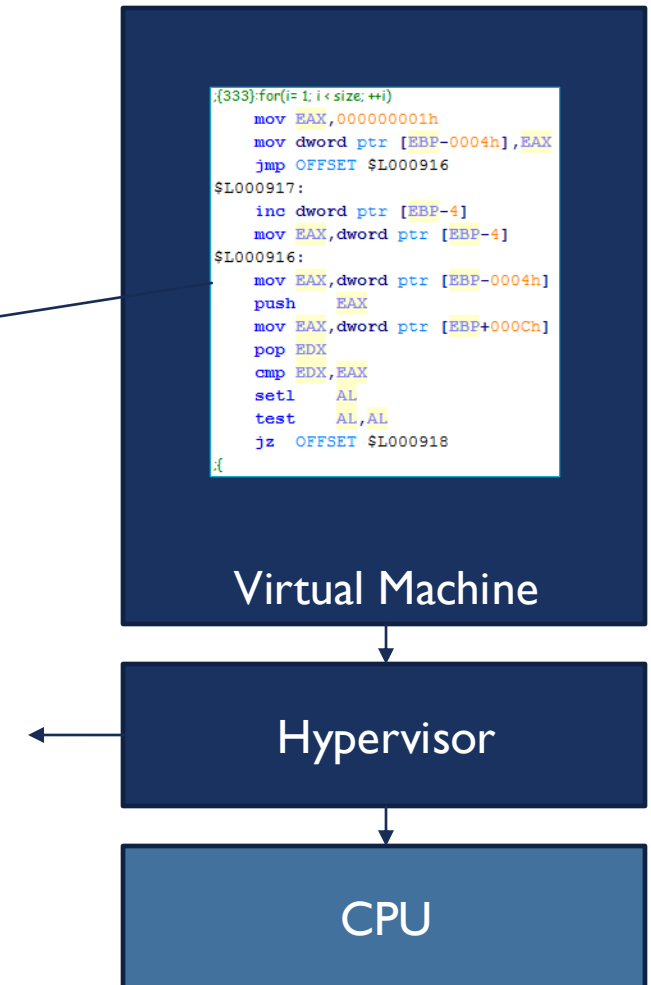 ;{333}:for(i= 1; i < size; ++i)
mov EAX,000000001h
mov dword ptr [EBP-0004h],EAX
jmp OFFSET $L000916
$L000917:
inc dword ptr [EBP-4]
mov EAX,dword ptr [EBP-4]
$L000916:
mov EAX,dword ptr [EBP-0004h]
push EAX
mov EAX,dword ptr [EBP+000Ch]
pop EDX
cmp EDX,EAX
setl AL
test AL,AL
jz OFFSET $L000918
;{
Virtual Machine
Hypervisor
CPU